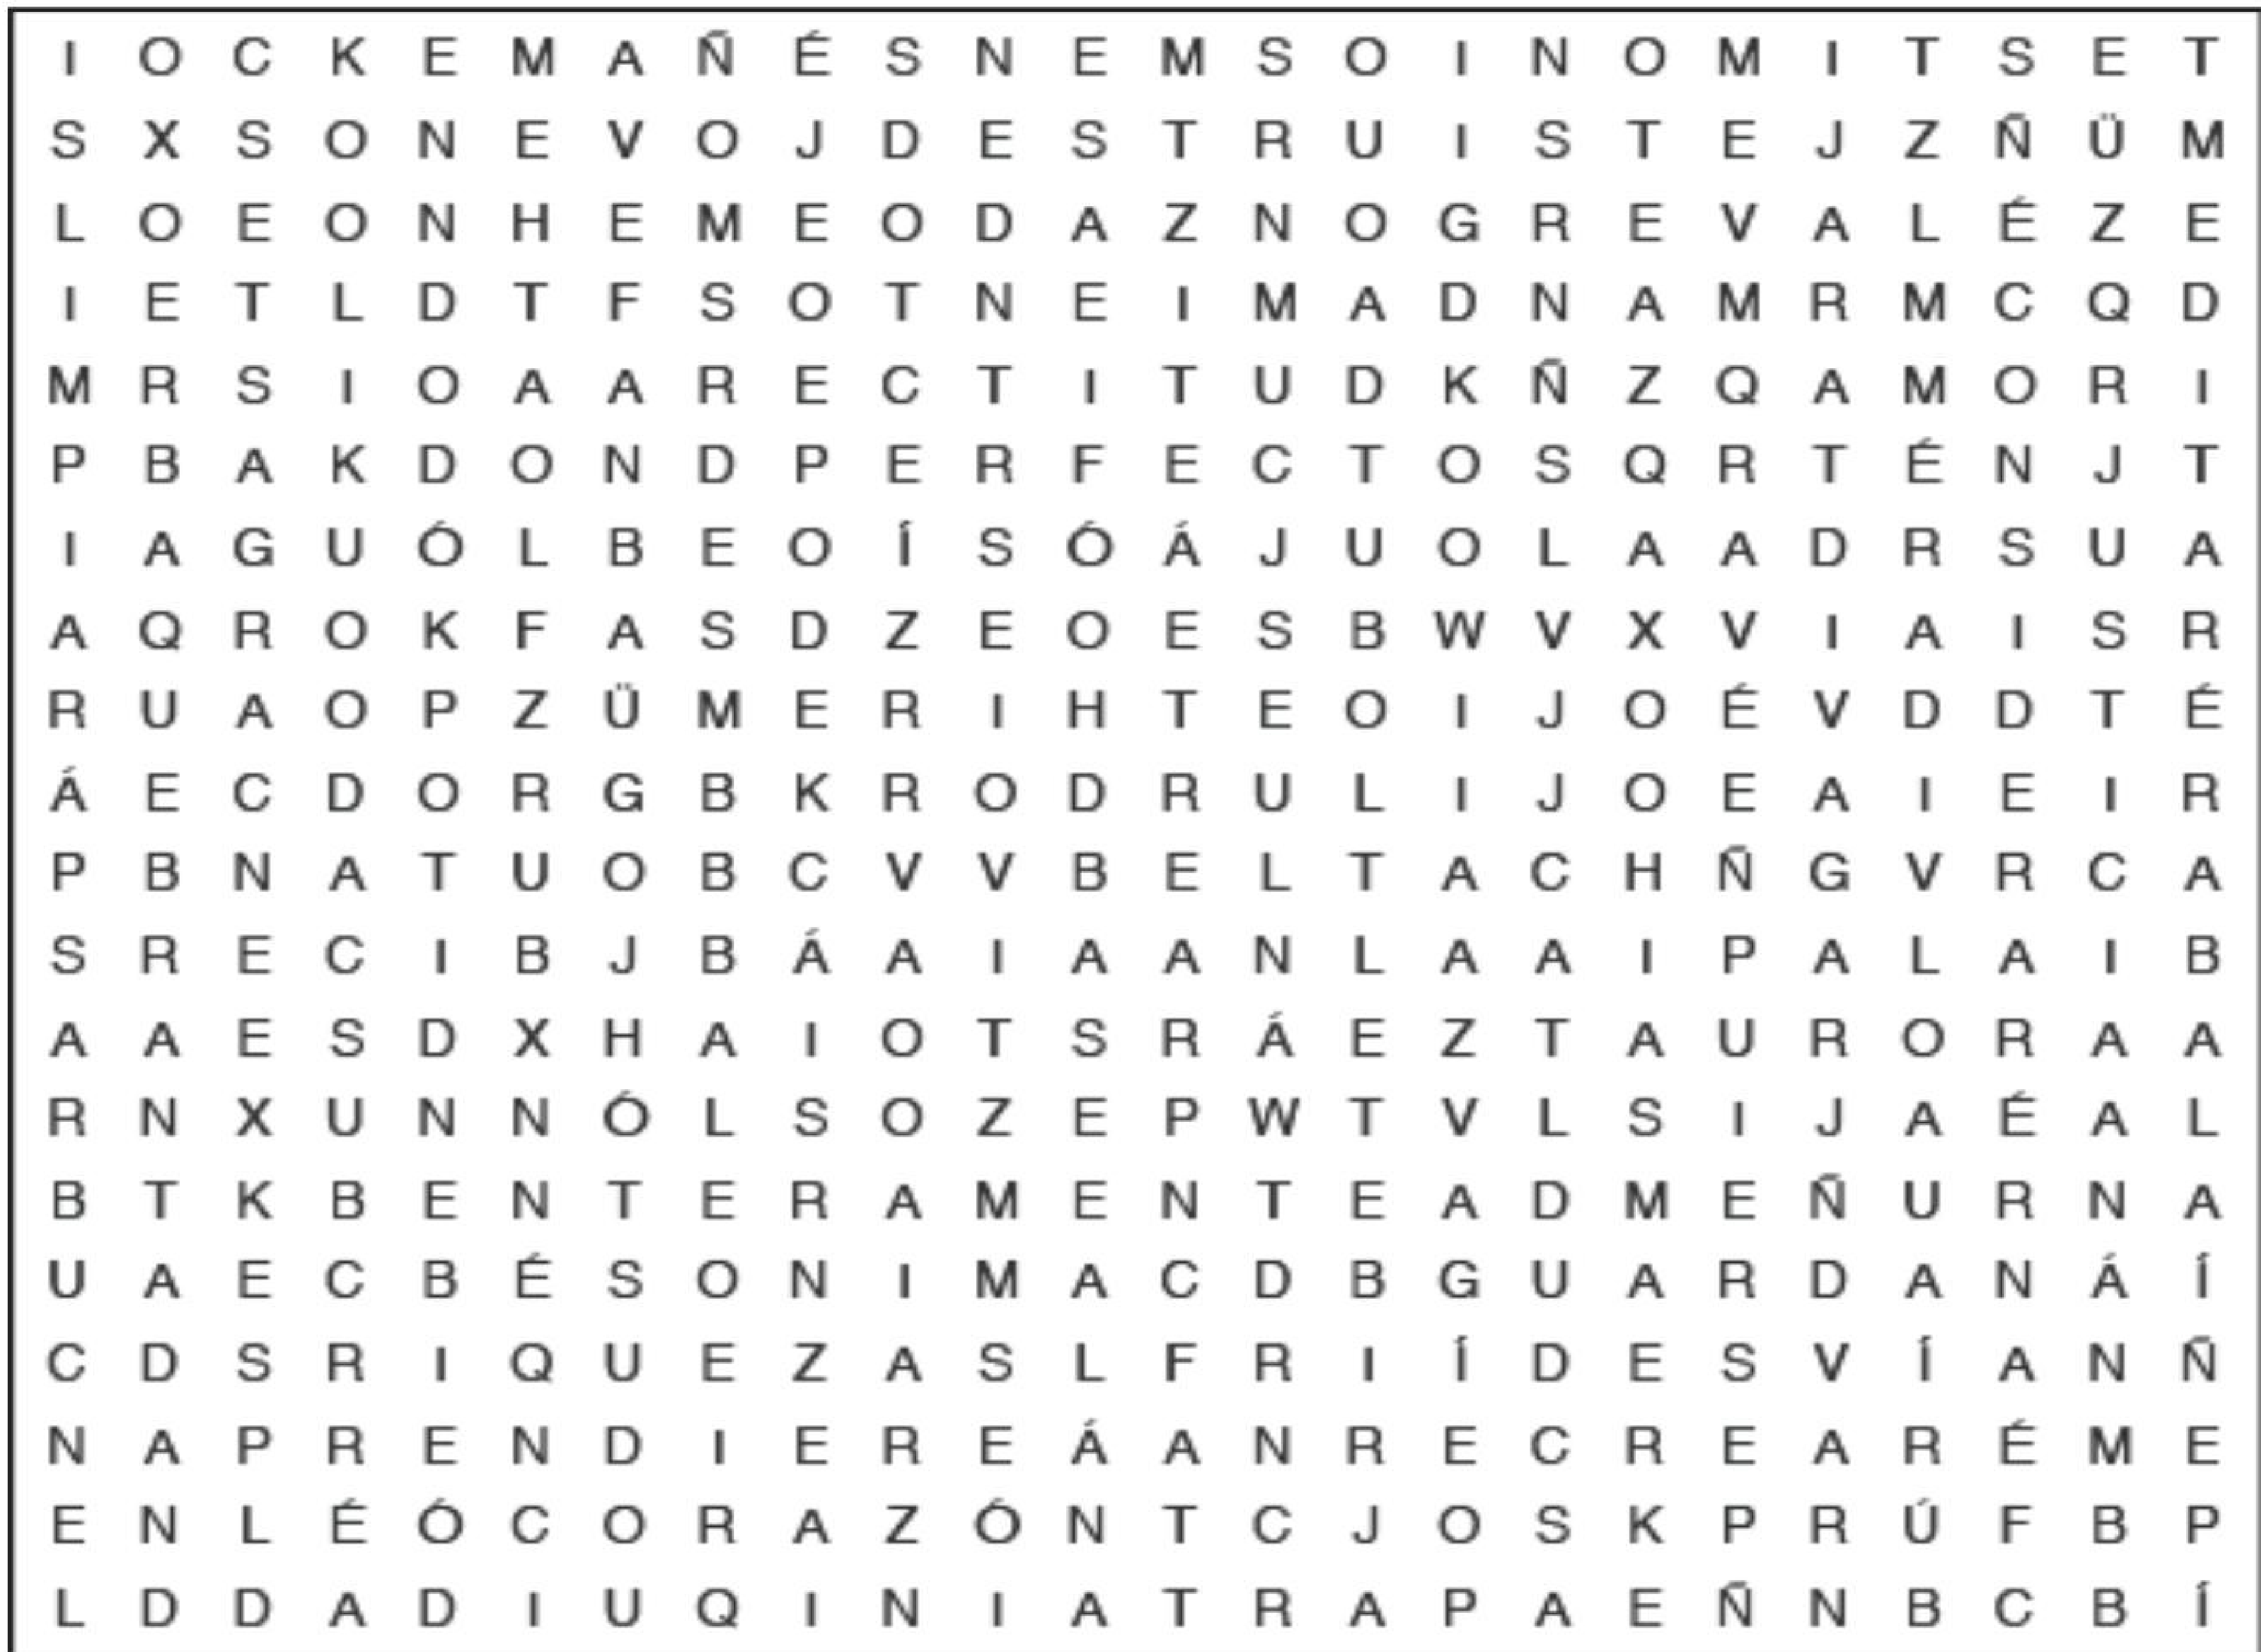 I O C K E M A Ñ É S N E M S O I N O M I T S E T
S X S O N E V O J D E S T R U I S T E J Z Ñ Ü M
L O E O N H E M E O D A Z N O G R E V A L É Z E
I E T L D T F S O T N E I M A D N A M R M C Q D
M R S I O A A R E C T I T U D K Ñ Z Q A M O R I
P B A K D O N D P E R F E C T O S Q R T É N J T
I A G U Ó L B E O Í S Ó Á J U O L A A D R S U A
A Q R O K F A S D Z E O E S B W V X V I A I S R
R U A O P Z Ü M E R I H T E O I J O É V D D T É
Á E C D O R G B K R O D R U L I J O E A I E I R
P B N A T U O B C V V B E L T A C H Ñ G V R C A
S R E C I B J B Á A I A A N L A A I P A L A I B
A A E S D X H A I O T S R Á E Z T A U R O R A A
R N X U N N Ó L S O Z E P W T V L S I J A É A L
B T K B E N T E R A M E N T E A D M E Ñ U R N A
U A E C B É S O N I M A C D B G U A R D A N Á Í
C D S R I Q U E Z A S L F R I Í D E S V Í A N Ñ
N A P R E N D I E R E Á A N R E C R E A R É M E
E N L É Ó C O R A Z Ó N T C J O S K P R Ú F B P
L D D A D I U Q I N I A T R A P A E Ñ N B C B Í